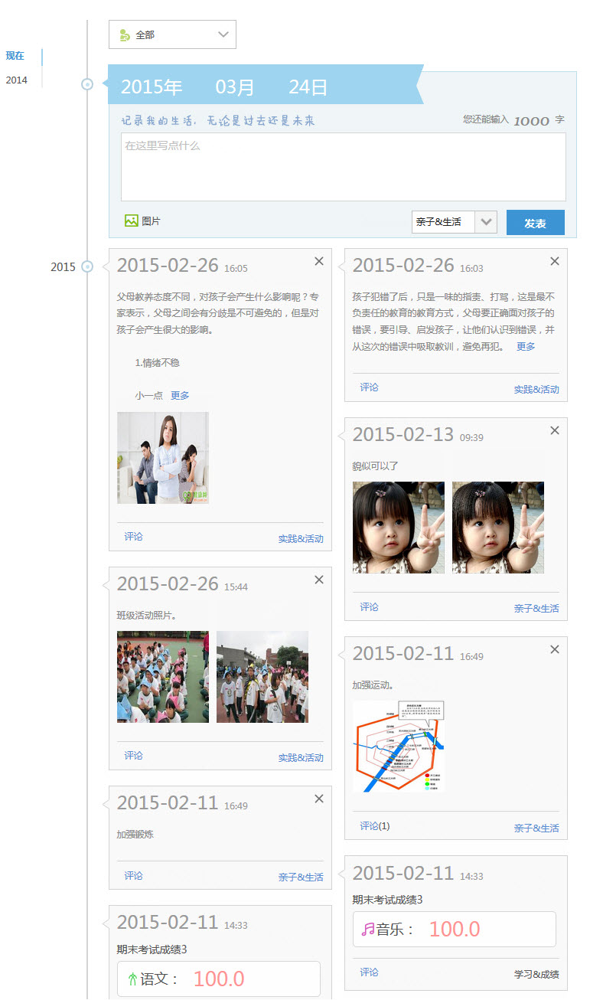 全部
现在
2014
2015年 03月 24日
记录我的生活，无论是过去还是未来
您还能输入 1000 字
在这里写点什么
图片
亲子&生活
发表
2015
2015-02-26 16:05
父母教养态度不同，对孩子会产生什么影响呢？专
家表示，父母之间会有分歧是不可避免的，但是对
孩子会产生很大的影响。
1.情绪不稳
小一点 更多
评论
实践&活动
2015-02-26 16:03
孩子犯错了后，只是一味的指责、打骂，这是最不
负责任的教育的教育方式，父母要正确面对孩子的
错误，要引导、启发孩子，让他们认识到错误，并
从这次的错误中吸取教训，避免再犯。 更多
评论
实践&活动
2015-02-13 09:39
貌似可以了
评论
亲子&生活
2015-02-26 15:44
班级活动照片。
评论
实践&活动
2015-02-11 16:49
加强运动。
评论(1)
亲子&生活
2015-02-11 16:49
加强锻炼
评论
亲子&生活
2015-02-11 14:33
期末考试成绩3
音乐： 100.0
评论
学习&成绩
2015-02-11 14:33
期末考试成绩3
语文： 100.0